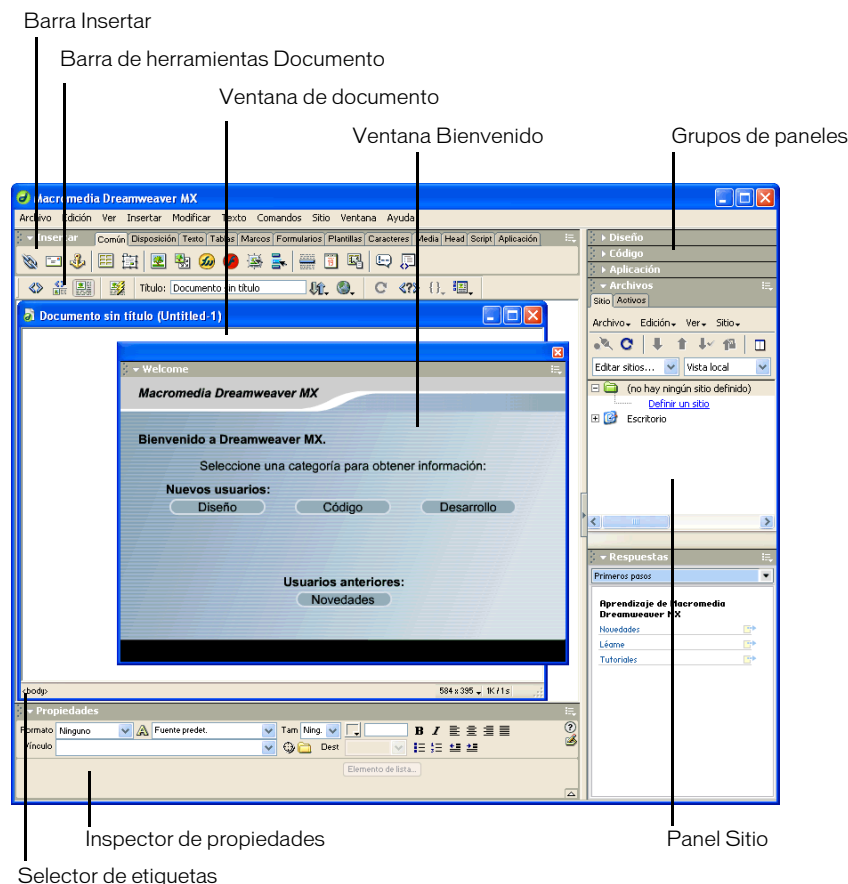 Barra Insertar
Barra de herramientas Documento
Ventana de documento
Ventana Bienvenido
Grupos de paneles
Macromedia Dreamweaver MX
Archivo Edición Ver Insertar Modificar Texto Comandos Sitio Ventana Ayuda
Insertar Común Disposición Texto Tablas Marcos Formularios Plantillas Caracteres Media Head Script Aplicación
Título: Documento sin título
Documento sin título (Untitled-1)
Welcome
Macromedia Dreamweaver MX
Bienvenido a Dreamweaver MX.
Seleccione una categoría para obtener información:
Nuevos usuarios:
Diseño Código Desarrollo
Usuarios anteriores:
Novedades
<body> 584 x 395 1K / 1 s
Propiedades
Formato Ninguno Fuente predet. Tam Ning. B I
Vínculo Dest
Elemento de lista...
Diseño
Código
Aplicación
Archivos
Sitio Activos
Archivo Edición Ver Sitio
Editar sitios... Vista local
(no hay ningún sitio definido)
Definir un sitio
Escritorio
Respuestas
Primeros pasos
Aprendizaje de Macromedia
Dreamweaver MX
Novedades
Léame
Tutoriales
Inspector de propiedades
Panel Sitio
Selector de etiquetas